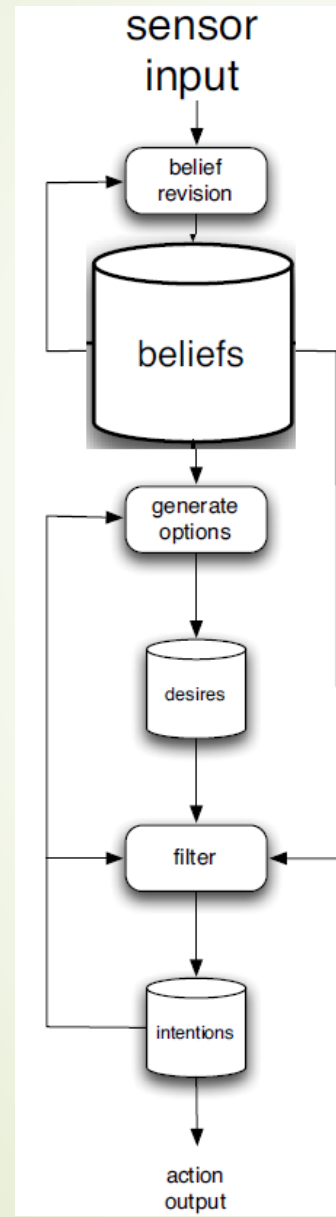 sensor
input
belief
revision
beliefs
generate
options
desires
filter
intentions
action
output